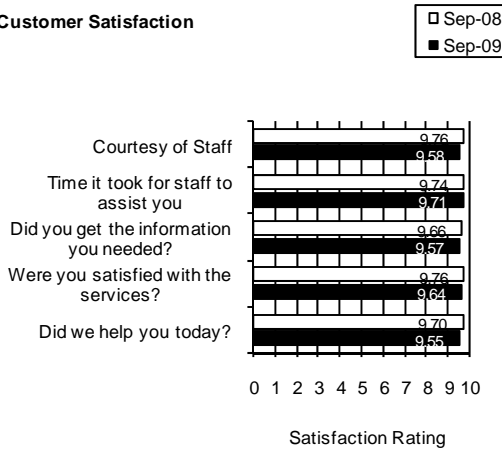 Customer Satisfaction
Sep-08
Sep-09
Courtesy of Staff
9.76
9.58
Time it took for staff to
assist you
9.74
9.71
Did you get the information
you needed?
9.66
9.57
Were you satisfied with the
services?
9.76
9.64
Did we help you today?
9.70
9.55
0 1 2 3 4 5 6 7 8 9 10
Satisfaction Rating